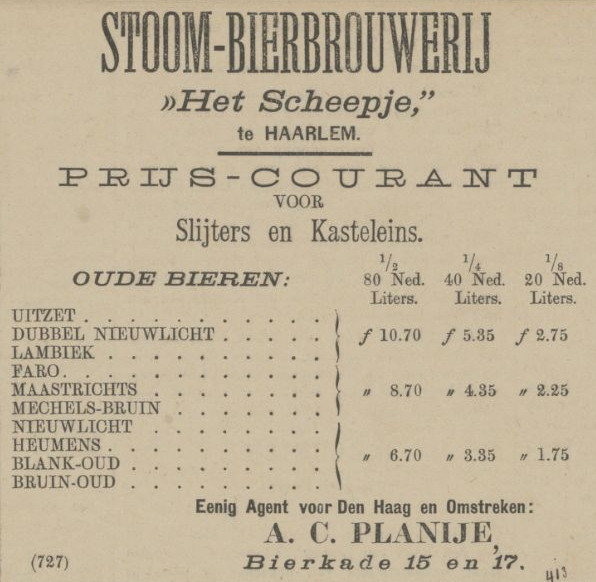 STOOM-BIERBROUWERIJ
»Het Scheepje,”
te HAARLEM.
PRIJS-COURANT
VOOR
Slijters en Kasteleins.
OUDE BIEREN: 1/2 80 Ned. Liters. 1/4 40 Ned. Liters. 1/8 20 Ned. Liters.
UITZET . . . . . . . . . . .
DUBBEL NIEUWLICHT . . . . . ƒ 10.70 ƒ 5.35 ƒ 2.75
LAMBIEK . . . . . . . . . .
FARO. . . . . . . . . . . .
MAASTRICHTS . . . . . . . . „ 8.70 „ 4.35 „ 2.25
MECHELS-BRUIN . . . . . . .
NIEUWLICHT . . . . . . . .
HEUMENS . . . . . . . . . . „ 6.70 „ 3.35 „ 1.75
BLANK-OUD . . . . . . . . .
BRUIN-OUD . . . . . . . . .
Eenig Agent voor Den Haag en Omstreken:
A. C. PLANIJE,
(727) Bierkade 15 en 17.
413